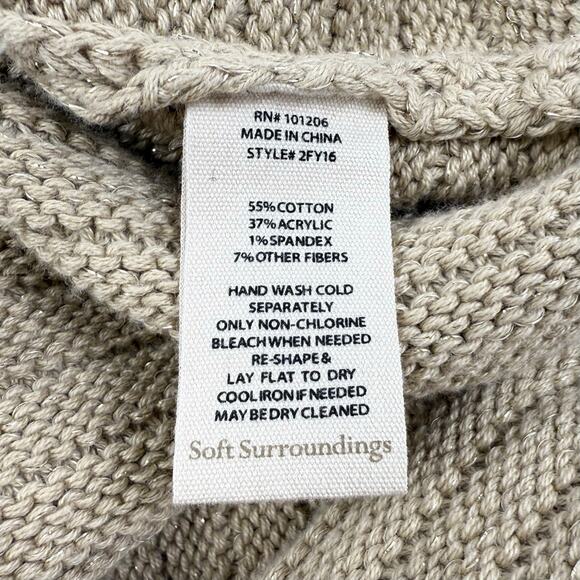 RN# 101206
MADE IN CHINA
STYLE# 2FY16
55% COTTON
37% ACRYLIC
1% SPANDEX
7% OTHER FIBERS
HAND WASH COLD
SEPARATELY
ONLY NON-CHLORINE
BLEACH WHEN NEEDED
RE-SHAPE &
LAY FLAT TO DRY
COOL IRON IF NEEDED
MAY BE DRY CLEANED
Soft Surroundings